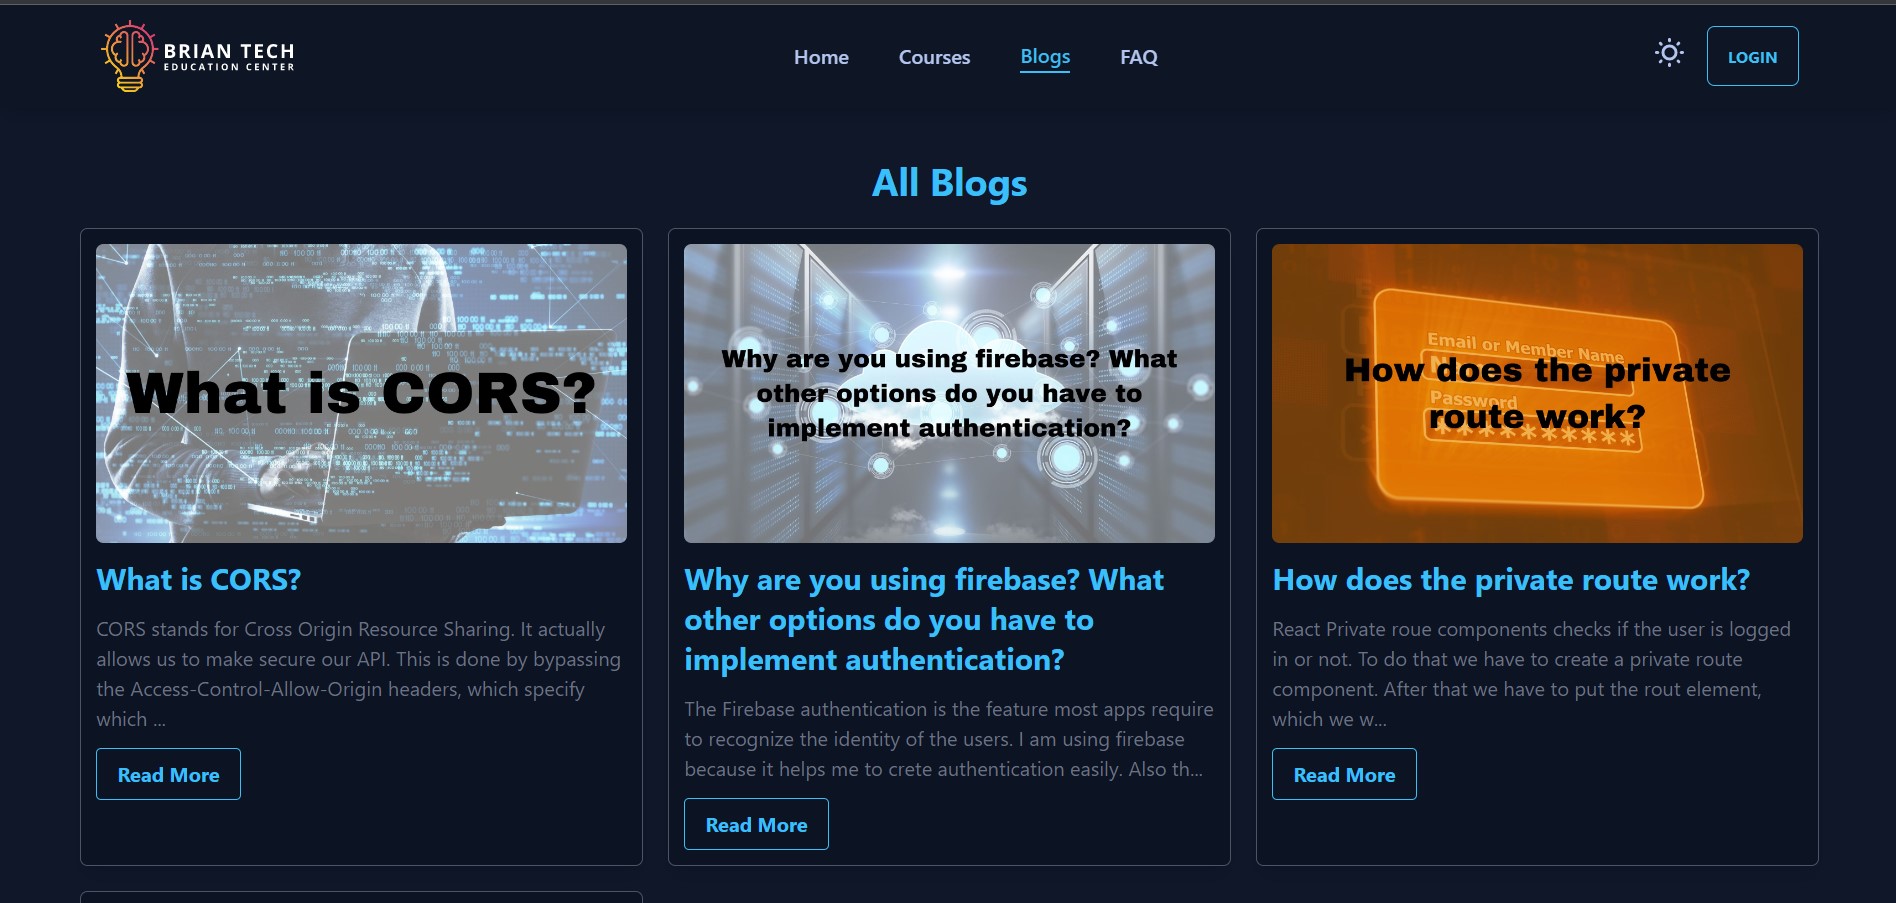 BRIAN TECH
EDUCATION CENTER
Home
Courses
Blogs
FAQ
LOGIN
All Blogs
What is CORS?
What is CORS?
CORS stands for Cross Origin Resource Sharing. It actually
allows us to make secure our API. This is done by bypassing
the Access-Control-Allow-Origin headers, which specify
which ...
Read More
Why are you using firebase? What
other options do you have to
implement authentication?
Why are you using firebase? What
other options do you have to
implement authentication?
The Firebase authentication is the feature most apps require
to recognize the identity of the users. I am using firebase
because it helps me to crete authentication easily. Also th...
Read More
Email or Member Name
How does the private
Password
route work?
**********
How does the private route work?
React Private roue components checks if the user is logged
in or not. To do that we have to create a private route
component. After that we have to put the rout element,
which we w...
Read More